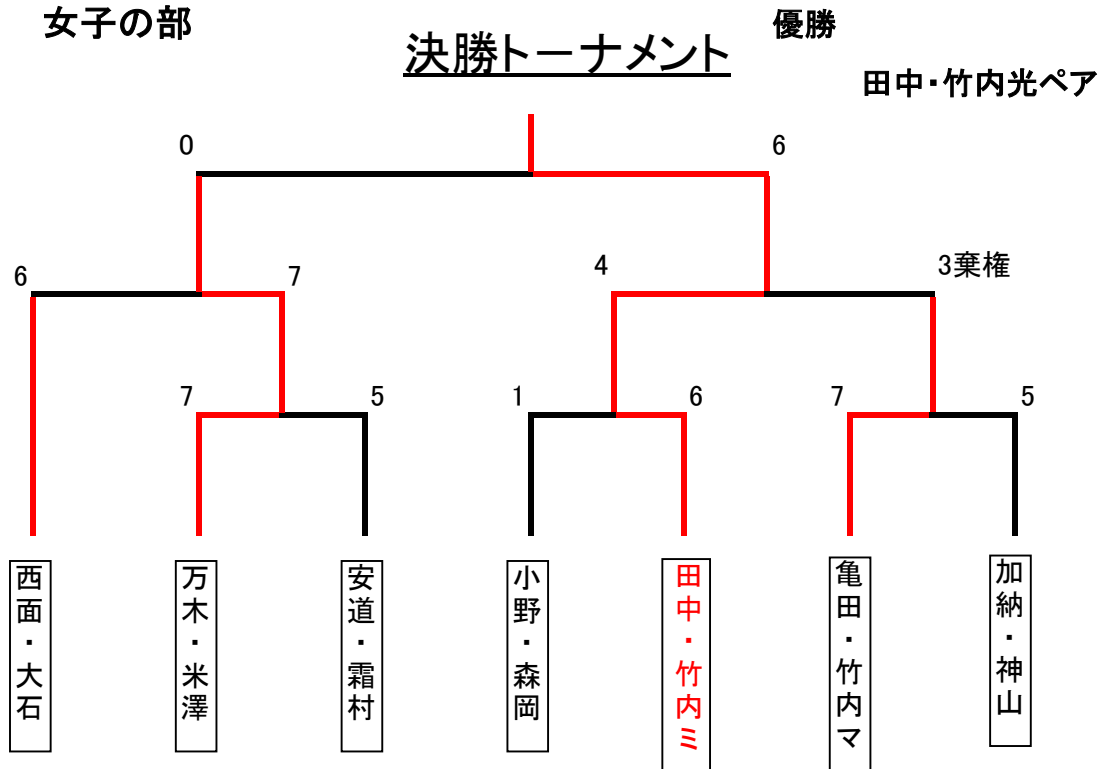 女子の部
決勝トーナメント
優勝
田中・竹内光ペア
0
6
6
7
4
3棄権
7
5
1
6
7
5
西面・大石
万木・米澤
安道・霜村
小野・森岡
田中・竹内ミ
亀田・竹内マ
加納・神山